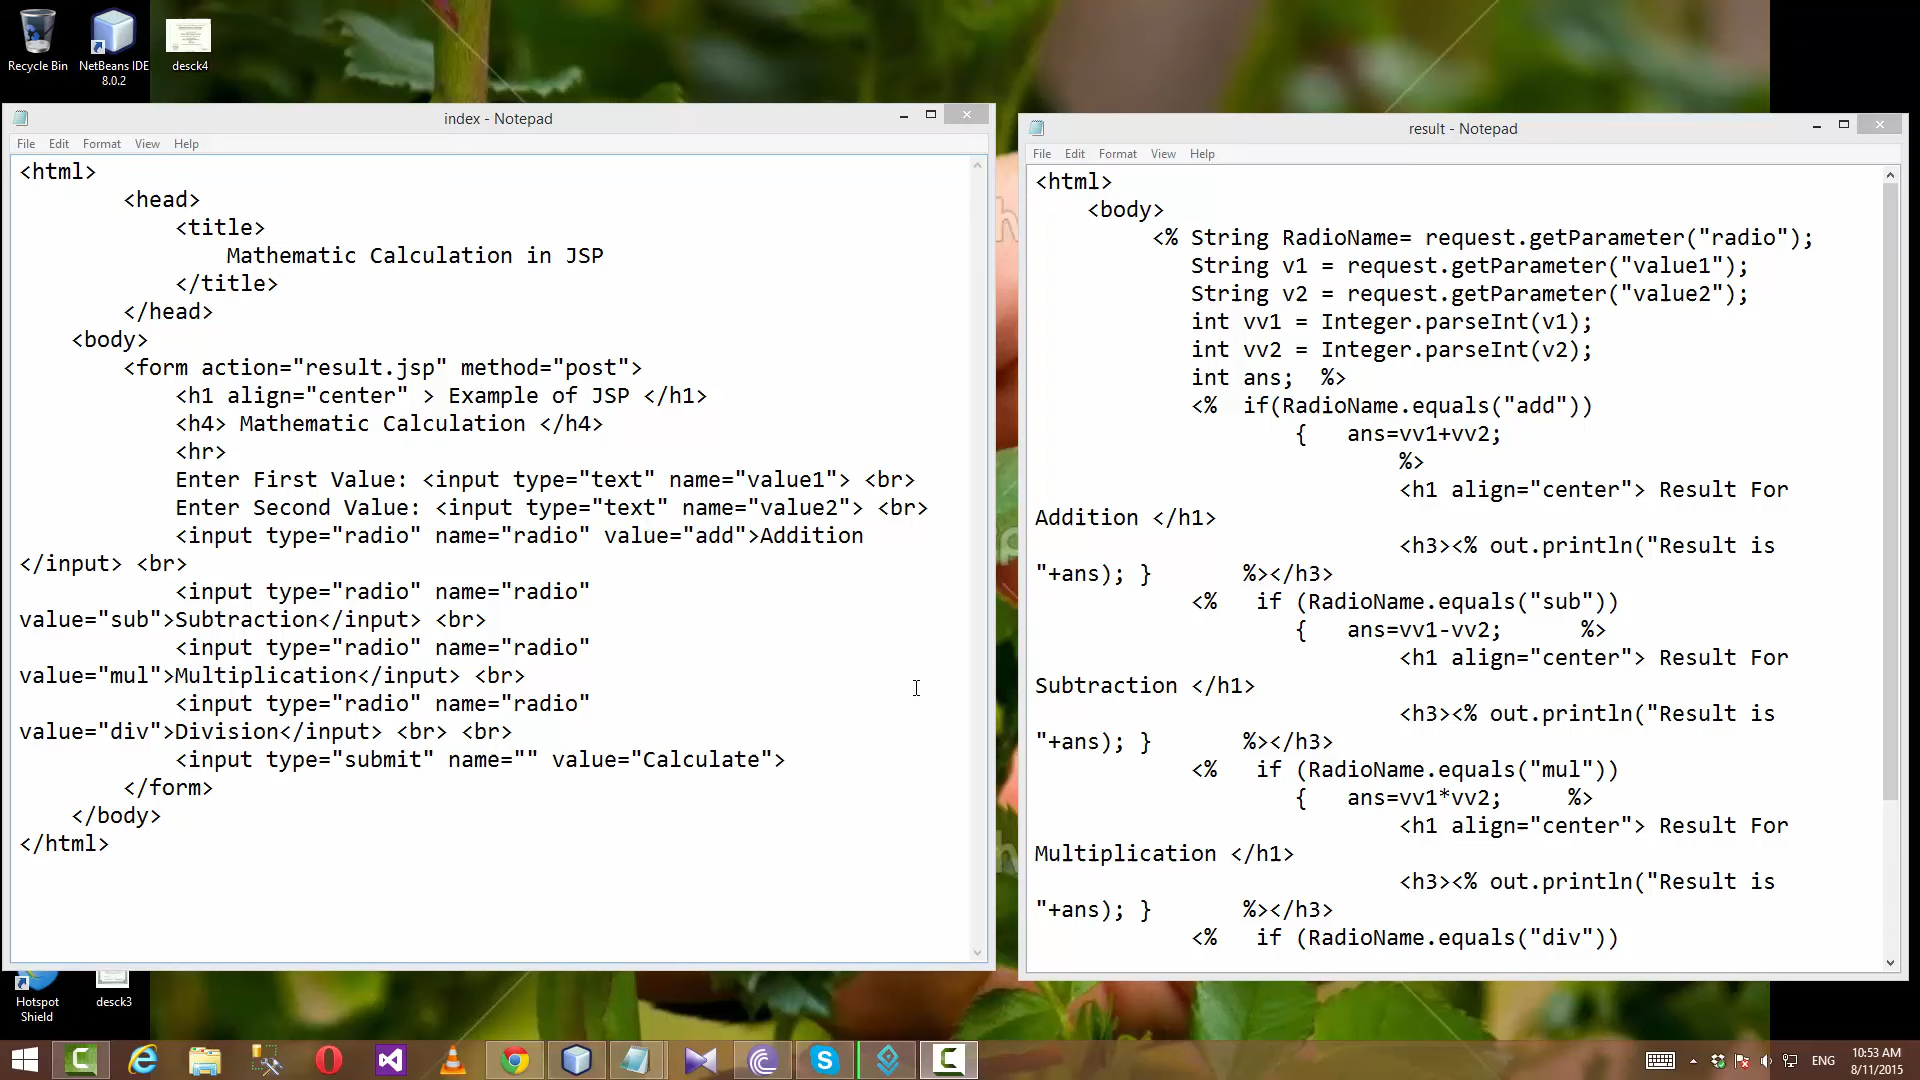 Recycle Bin
NetBeans IDE
8.0.2
desck4
index - Notepad
File Edit Format View Help
<html>
<head>
<title>
Mathematic Calculation in JSP
</title>
</head>
<body>
<form action="result.jsp" method="post">
<h1 align="center" > Example of JSP </h1>
<h4> Mathematic Calculation </h4>
<hr>
Enter First Value: <input type="text" name="value1"> <br>
Enter Second Value: <input type="text" name="value2"> <br>
<input type="radio" name="radio" value="add">Addition
</input> <br>
<input type="radio" name="radio"
value="sub">Subtraction</input> <br>
<input type="radio" name="radio"
value="mul">Multiplication</input> <br>
<input type="radio" name="radio"
value="div">Division</input> <br> <br>
<input type="submit" name="" value="Calculate">
</form>
</body>
</html>
result - Notepad
File Edit Format View Help
<html>
<body>
<% String RadioName= request.getParameter("radio");
String v1 = request.getParameter("value1");
String v2 = request.getParameter("value2");
int vv1 = Integer.parseInt(v1);
int vv2 = Integer.parseInt(v2);
int ans; %>
<% if(RadioName.equals("add"))
{ ans=vv1+vv2;
%>
<h1 align="center"> Result For
Addition </h1>
<h3><% out.println("Result is
"+ans); } %></h3>
<% if (RadioName.equals("sub"))
{ ans=vv1-vv2; %>
<h1 align="center"> Result For
Subtraction </h1>
<h3><% out.println("Result is
"+ans); } %></h3>
<% if (RadioName.equals("mul"))
{ ans=vv1*vv2; %>
<h1 align="center"> Result For
Multiplication </h1>
<h3><% out.println("Result is
"+ans); } %></h3>
<% if (RadioName.equals("div"))
Hotspot
Shield
desck3
ENG
10:53 AM
8/11/2015